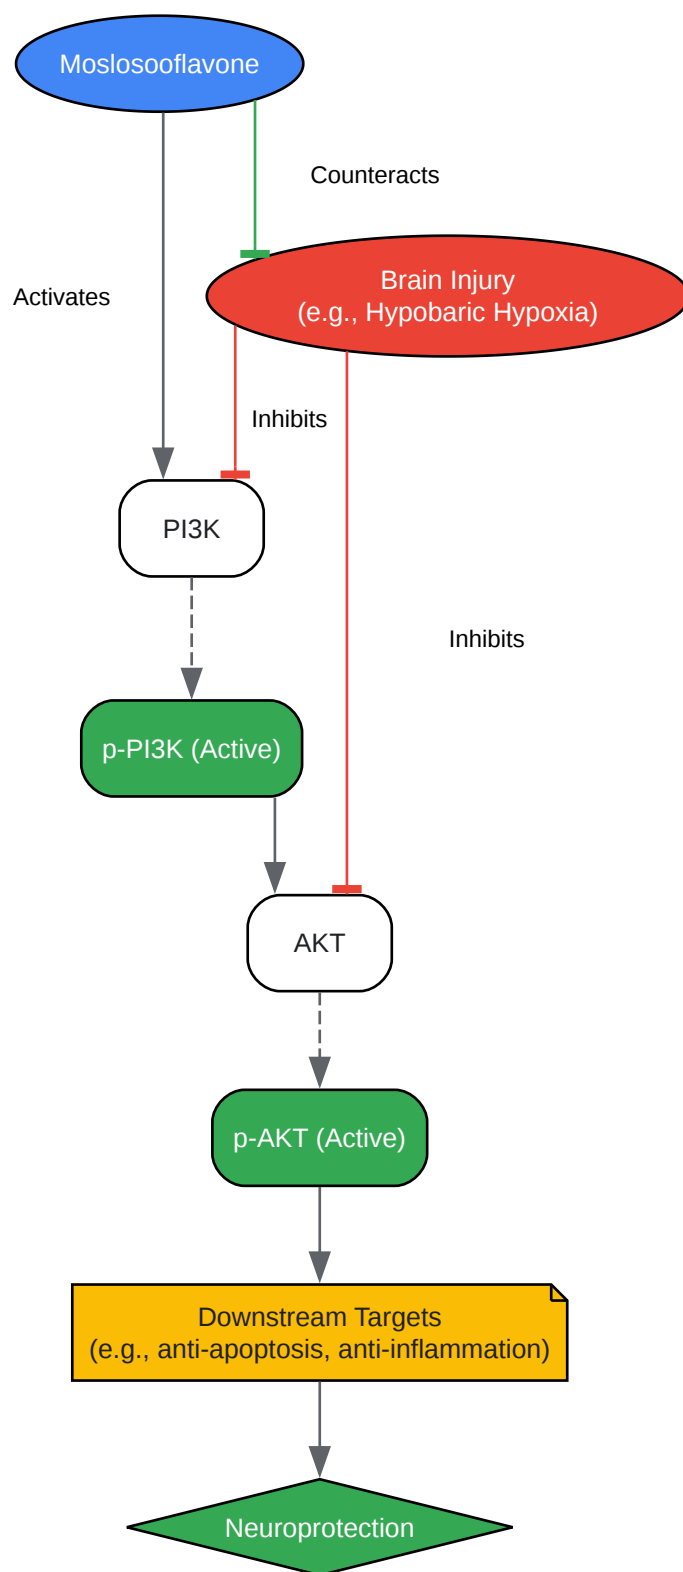 Moslosooflavone
Counteracts
Brain Injury
(e.g., Hypobaric Hypoxia)
Activates
Inhibits
PI3K
Inhibits
p-PI3K (Active)
AKT
p-AKT (Active)
Downstream Targets
(e.g., anti-apoptosis, anti-inflammation)
Neuroprotection